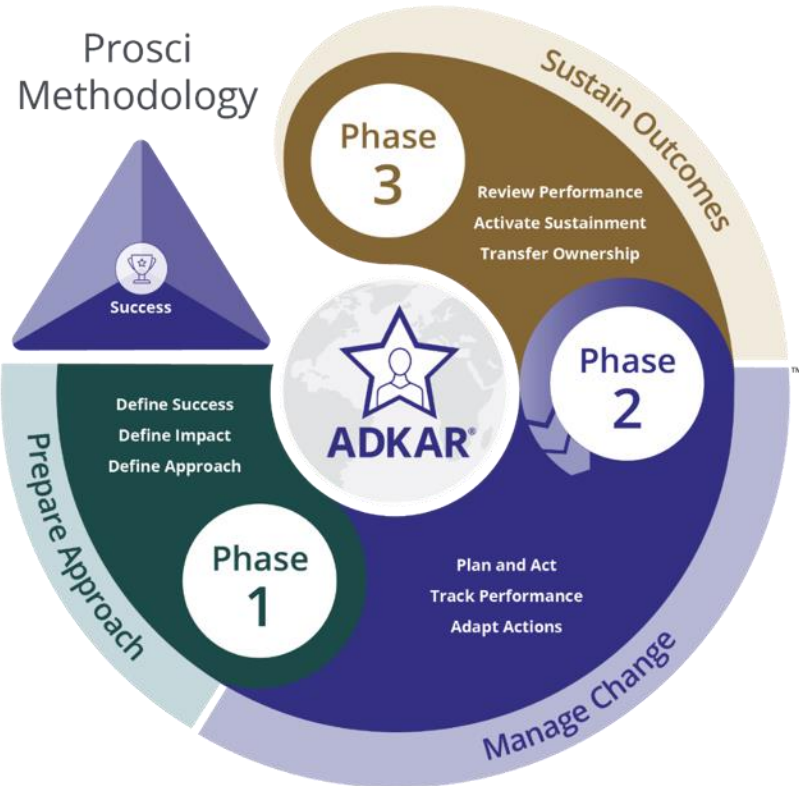 Prosci
Methodology
Success
Phase
3
Sustain Outcomes
Review Performance
Activate Sustainment
Transfer Ownership
ADKAR®
Phase
2
™
Define Success
Define Impact
Define Approach
Phase
1
Prepare Approach
Plan and Act
Track Performance
Adapt Actions
Manage Change